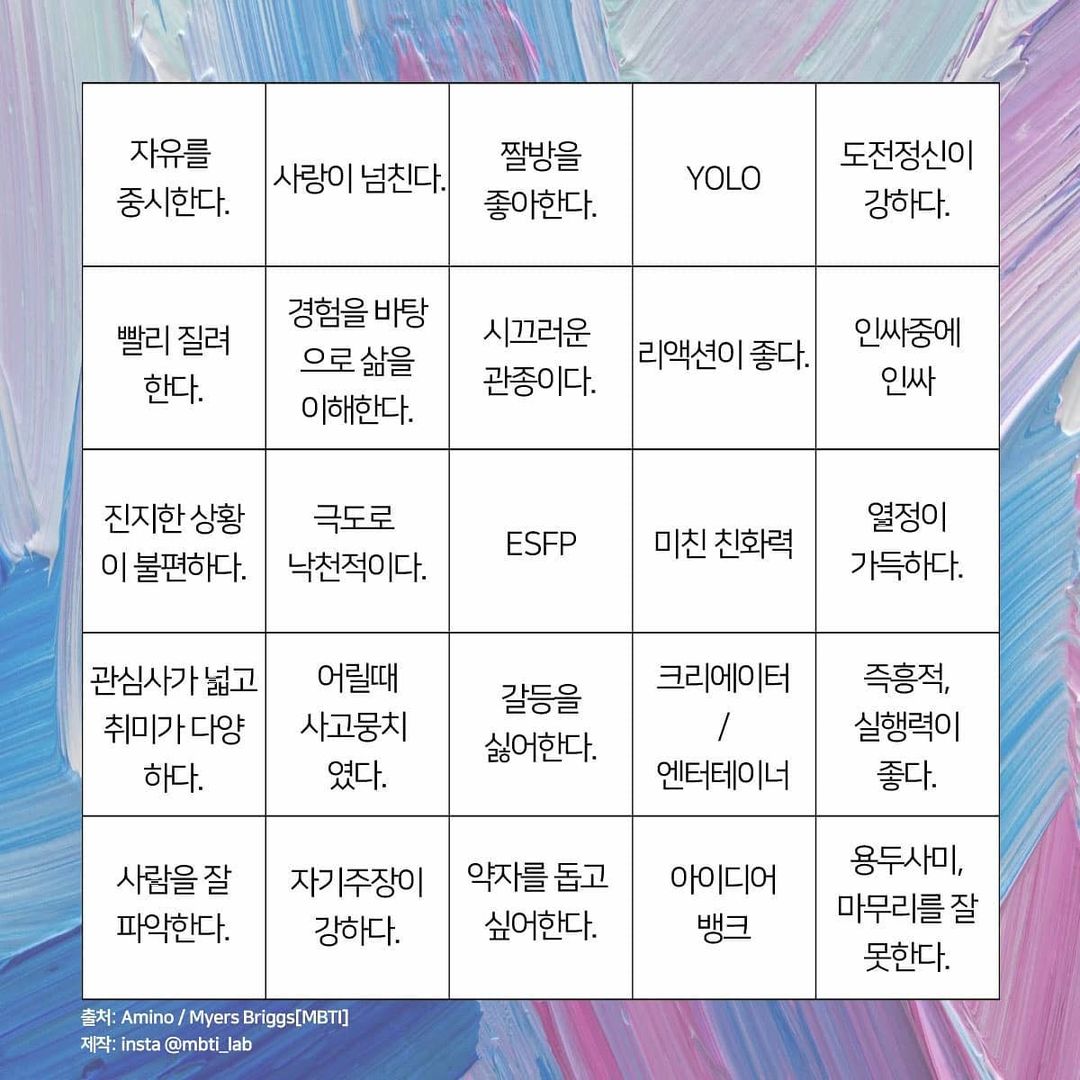 자유를
중시한다.
사랑이 넘친다.
짤방을
좋아한다.
YOLO
도전정신이
강하다.
빨리 질려
한다.
경험을 바탕
으로 삶을
이해한다.
시끄러운
관종이다.
리액션이 좋다.
인싸중에
인싸
진지한 상황
이 불편하다.
극도로
낙천적이다.
ESFP
미친 친화력
열정이
가득하다.
관심사가 넓고
취미가 다양
하다.
어릴때
사고뭉치
였다.
갈등을
싫어한다.
크리에이터
/
엔터테이너
즉흥적,
실행력이
좋다.
사람을 잘
파악한다.
자기주장이
강하다.
약자를 돕고
싶어한다.
아이디어
뱅크
용두사미,
마무리를 잘
못한다.
출처: Amino / Myers Briggs[MBTI]
제작: insta @mbti_lab